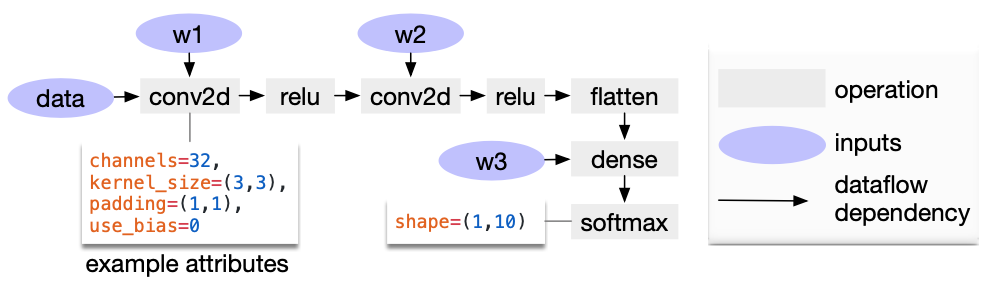 w1
w2
data
conv2d
relu
conv2d
relu
flatten
w3
dense
softmax
channels=32,
kernel_size=(3,3),
padding=(1,1),
use_bias=0
example attributes
shape=(1,10)
operation
inputs
dataflow
dependency